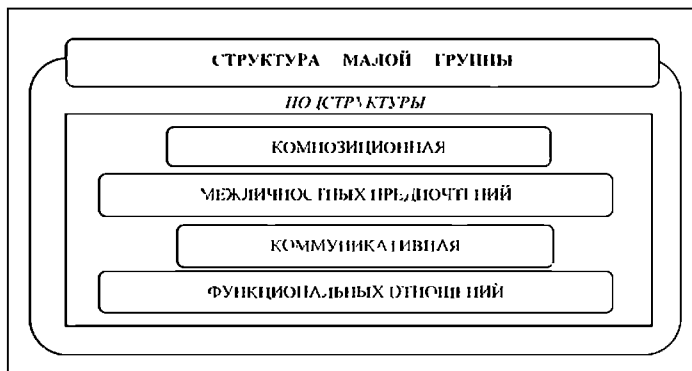 СТРУКТУРА МАЛОЙ ГРУППЫ
ПОДСТРУКТУРЫ
КОМПОЗИЦИОННАЯ
МЕЖЛИЧНОСТНЫХ ПРЕДПОЧТЕНИЙ
КОММУНИКАТИВНАЯ
ФУНКЦИОНАЛЬНЫХ ОТНОШЕНИЙ